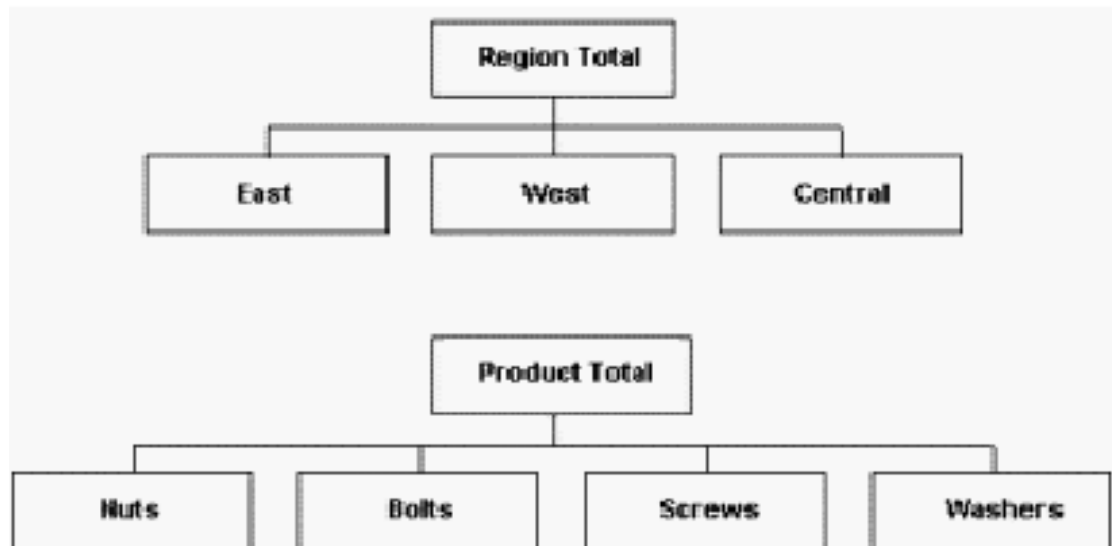 Region Total
East West Central
Product Total
Nuts Bolts Screws Washers